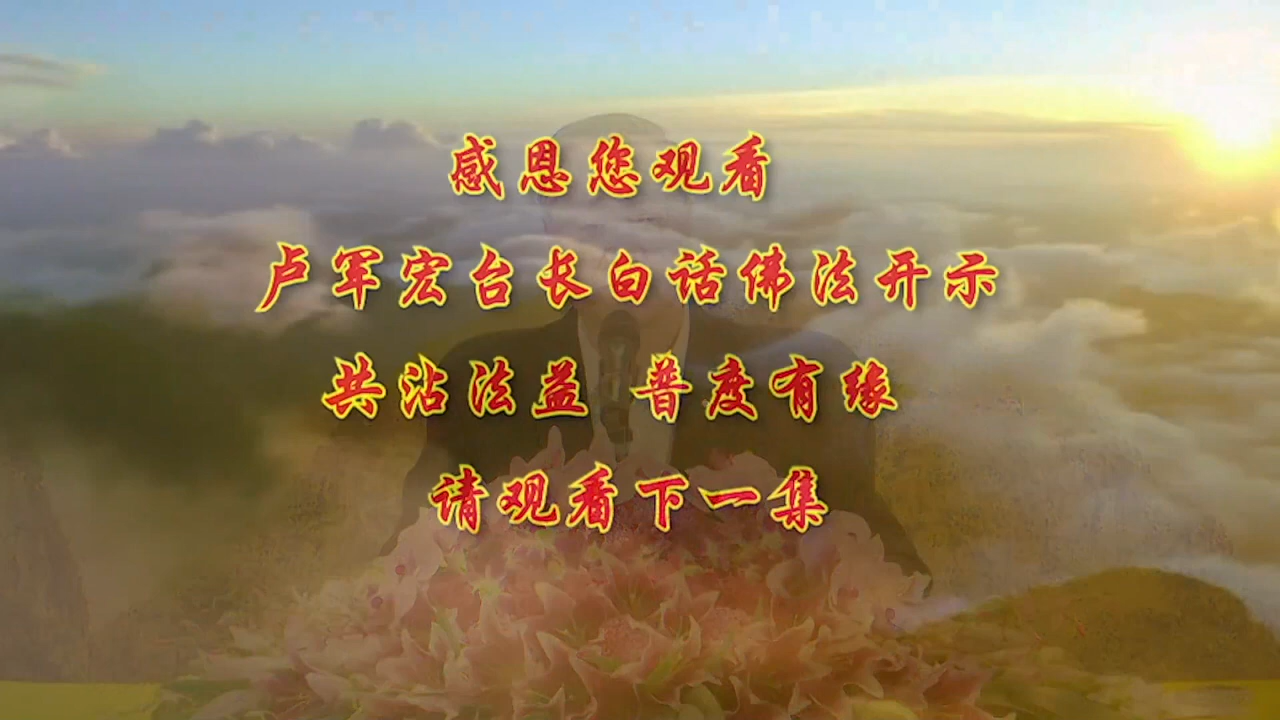 感恩您观看
卢军宏台长白话佛法开示
共沾法益 普度有缘
请观看下一集